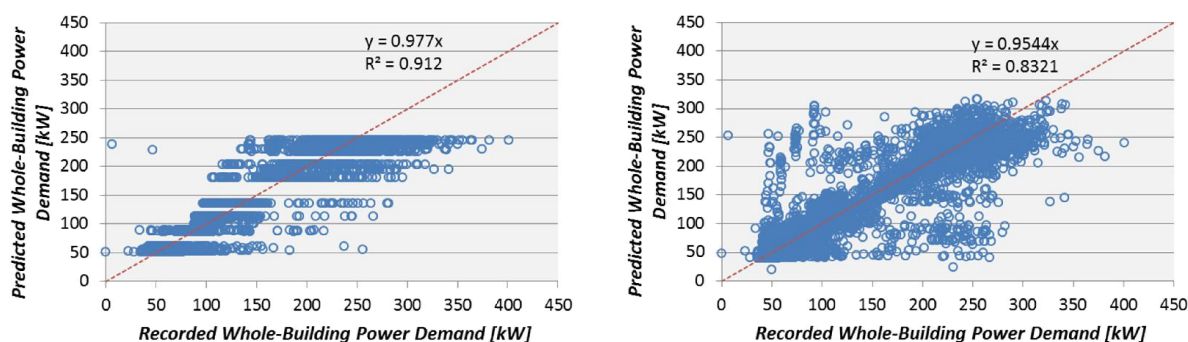 Predicted Whole-Building Power
Demand [kW]
450
400
350
300
250
200
150
100
50
0
y = 0.977x
R² = 0.912
0 50 100 150 200 250 300 350 400 450
Recorded Whole-Building Power Demand [kW]
Predicted Whole-Building Power
Demand [kW]
450
400
350
300
250
200
150
100
50
0
y = 0.9544x
R² = 0.8321
0 50 100 150 200 250 300 350 400 450
Recorded Whole-Building Power Demand [kW]